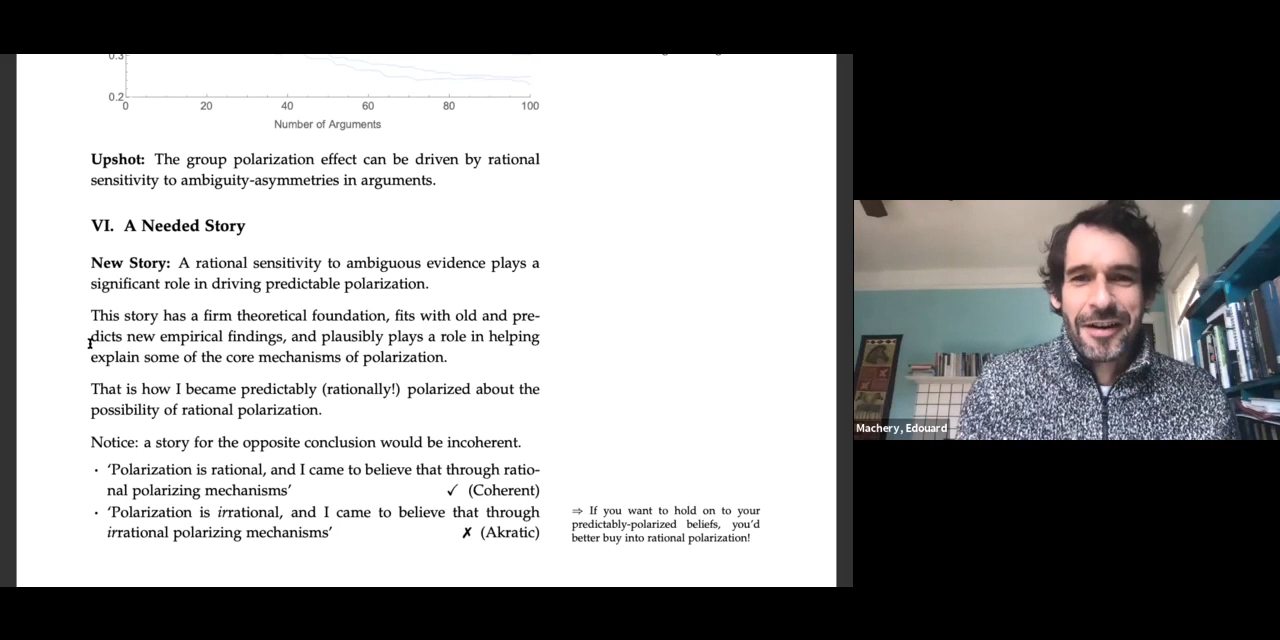 0.3
0.2
0 20 40 60 80 100
Number of Arguments
Upshot: The group polarization effect can be driven by rational
sensitivity to ambiguity-asymmetries in arguments.
VI. A Needed Story
New Story: A rational sensitivity to ambiguous evidence plays a
significant role in driving predictable polarization.
This story has a firm theoretical foundation, fits with old and pre-
dicts new empirical findings, and plausibly plays a role in helping
explain some of the core mechanisms of polarization.
That is how I became predictably (rationally!) polarized about the
possibility of rational polarization.
Notice: a story for the opposite conclusion would be incoherent.
· ‘Polarization is rational, and I came to believe that through ratio-
nal polarizing mechanisms’ ✓ (Coherent)
· ‘Polarization is irrational, and I came to believe that through
irrational polarizing mechanisms’ ✗ (Akratic)
⇒ If you want to hold on to your
predictably-polarized beliefs, you’d
better buy into rational polarization!
Machery, Edouard